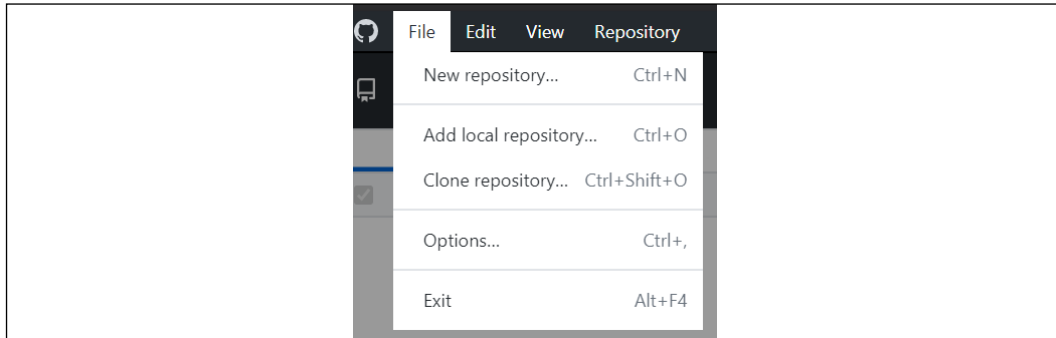 File Edit View Repository
New repository... Ctrl+N
Add local repository... Ctrl+O
Clone repository... Ctrl+Shift+O
Options... Ctrl+,
Exit Alt+F4